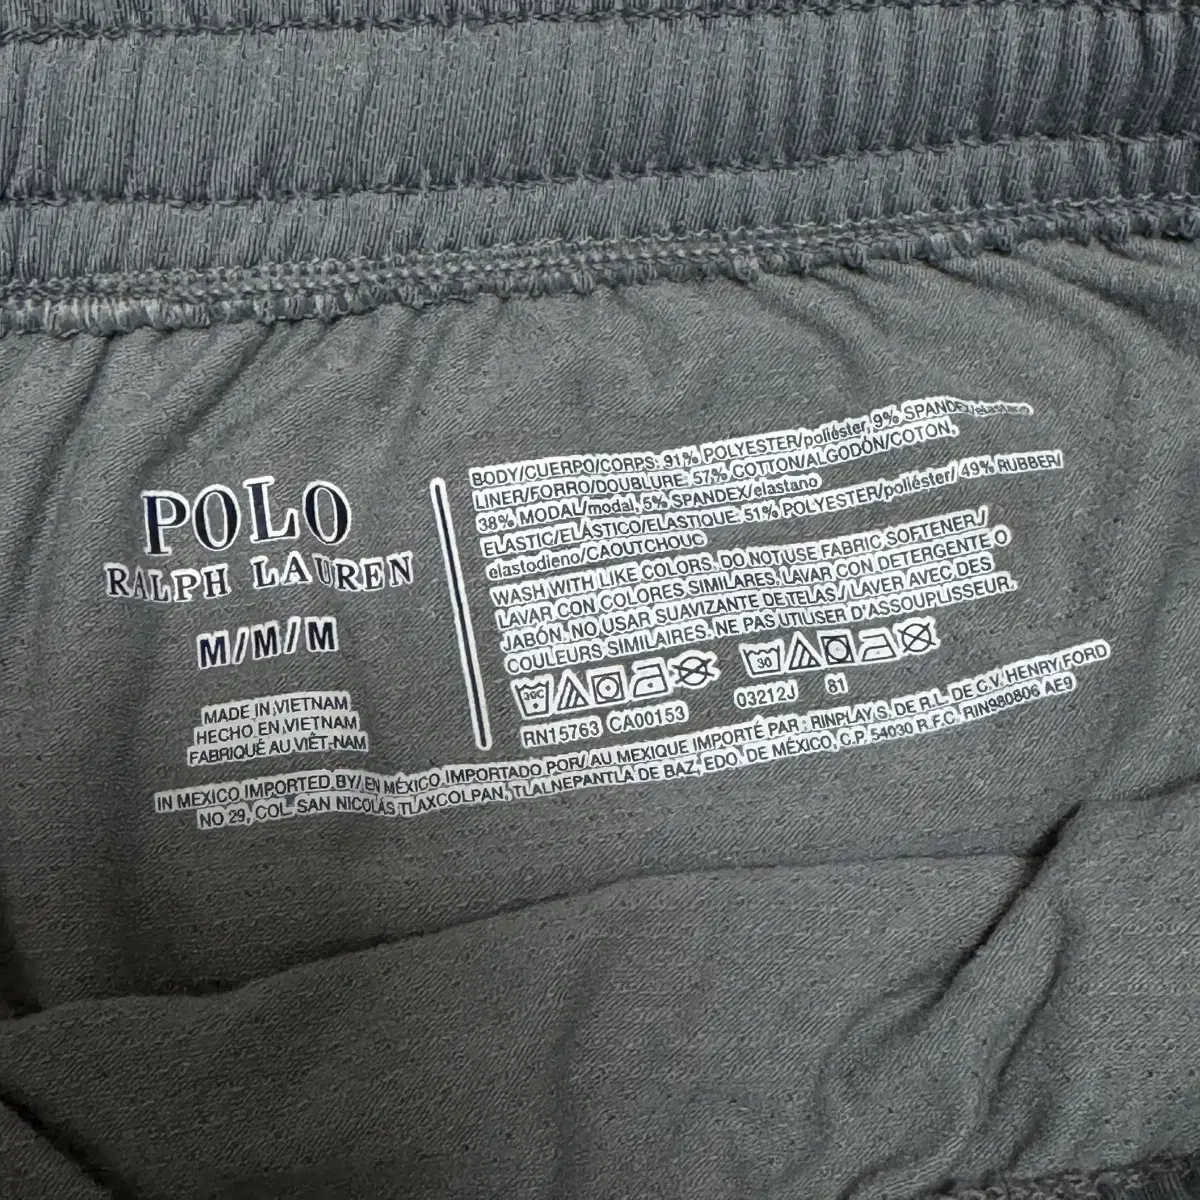 POLO
RALPH LAUREN
M/M/M
MADE IN VIETNAM
HECHO EN VIETNAM
FABRIQUÉ AU VIÊT-NAM
BODY/CUERPO/CORPS: 91% POLYESTER/poliéster, 9% SPANDEX/elastano
LINER/FORRO/DOUBLURE: 57% COTTON/ALGODÓN/COTON,
38% MODAL/modal, 5% SPANDEX/elastano
ELASTIC/ELÁSTICO/ELASTIQUE: 51% POLYESTER/poliéster/ 49% RUBBER/
elastodieno/CAOUTCHOUC
WASH WITH LIKE COLORS. DO NOT USE FABRIC SOFTENER./
LAVAR CON COLORES SIMILARES. LAVAR CON DETERGENTE O
JABÓN. NO USAR SUAVIZANTE DE TELAS./LAVER AVEC DES
COULEURS SIMILAIRES. NE PAS UTILISER D'ASSOUPLISSEUR.
30C 30
RN15763 CA00153 03212J 81
IN MEXICO IMPORTED BY/ EN MÉXICO IMPORTADO POR/ AU MEXIQUE IMPORTÉ PAR: RINPLAY S. DE R.L. DE C.V. HENRY FORD
NO 29, COL. SAN NICOLÁS TLAXCOLPAN, TLALNEPANTLA DE BAZ, EDO. DE MÉXICO, C.P. 54030 R.F.C. RIN980806 AE9